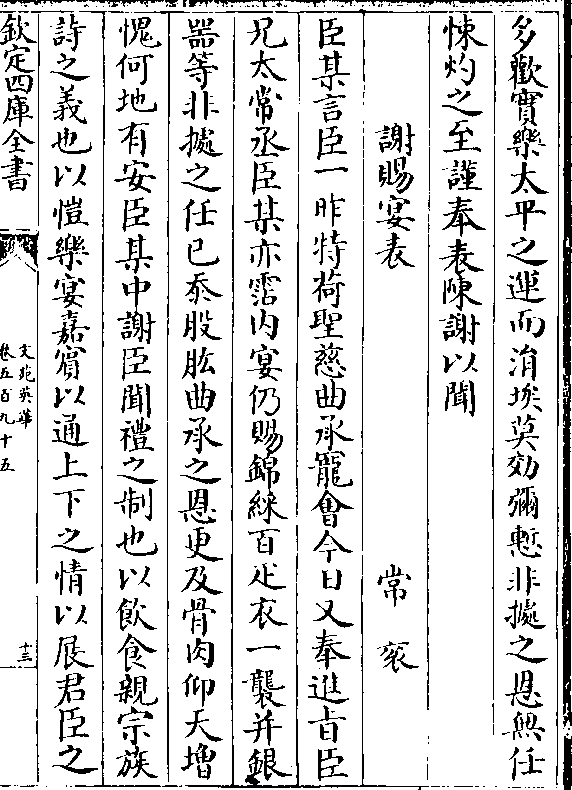 多歡實樂太平之運而涓埃莫効彌慙非據之恩無任
悚灼之至謹奉表陳謝以聞
謝賜宴表 常袞
臣某言臣一昨特荷聖慈曲承寵會今日又奉進旨臣
兄太常丞臣某亦霑内宴仍賜錦綵百疋衣一襲并銀
器等非據之任已忝股肱曲承之恩更及骨肉仰天增
愧何地有安臣某中謝臣聞禮之制也以飲食親宗族
詩之義也以愷樂宴嘉賓以通上下之情以展君臣之
欽定四庫全書
文苑英華
卷五百九十五
十三